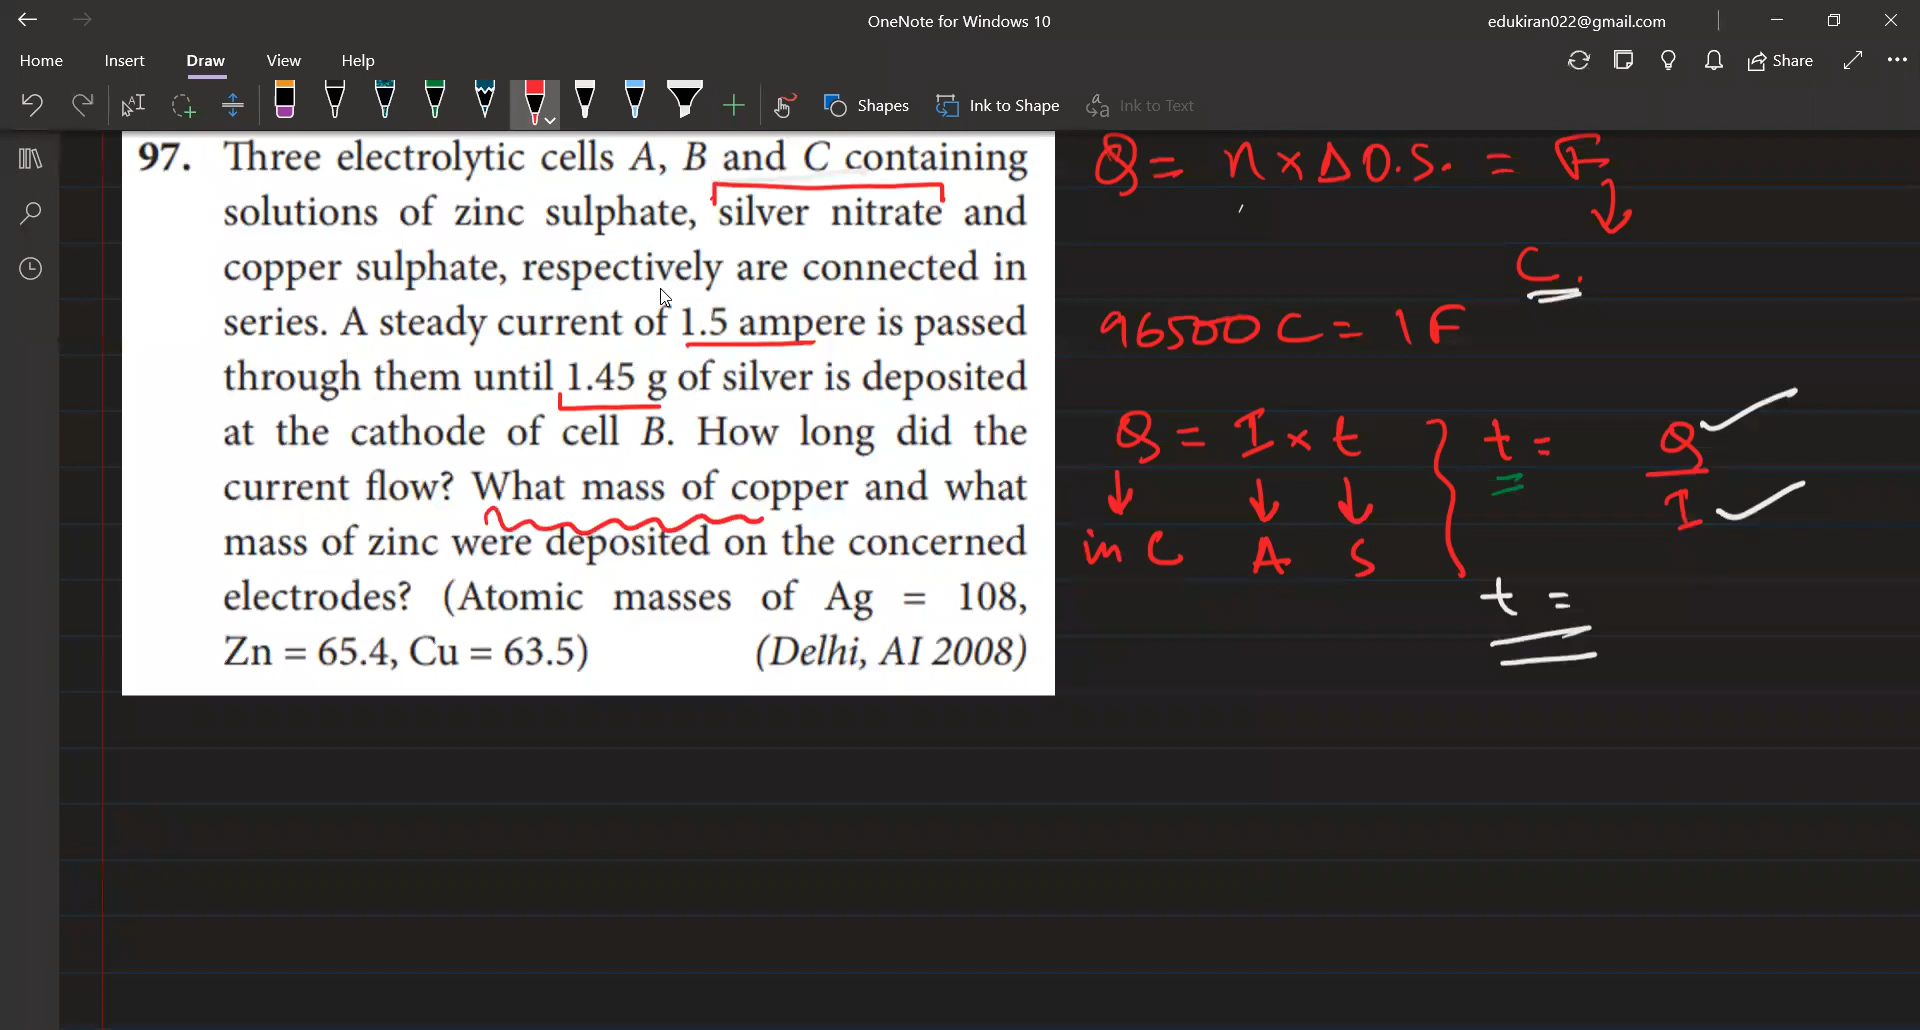 OneNote for Windows 10
edukiran022@gmail.com
Home Insert Draw View Help
Share
Shapes Ink to Shape Ink to Text
97. Three electrolytic cells A, B and C containing
solutions of zinc sulphate, silver nitrate and
copper sulphate, respectively are connected in
series. A steady current of 1.5 ampere is passed
through them until 1.45 g of silver is deposited
at the cathode of cell B. How long did the
current flow? What mass of copper and what
mass of zinc were deposited on the concerned
electrodes? (Atomic masses of Ag = 108,
Zn = 65.4, Cu = 63.5) (Delhi, AI 2008)
Q = n × Δ O.S. = F
↓
C.
96500 C = 1 F
Q = I × t } t = Q / I
↓ ↓ ↓
in C A S
t =